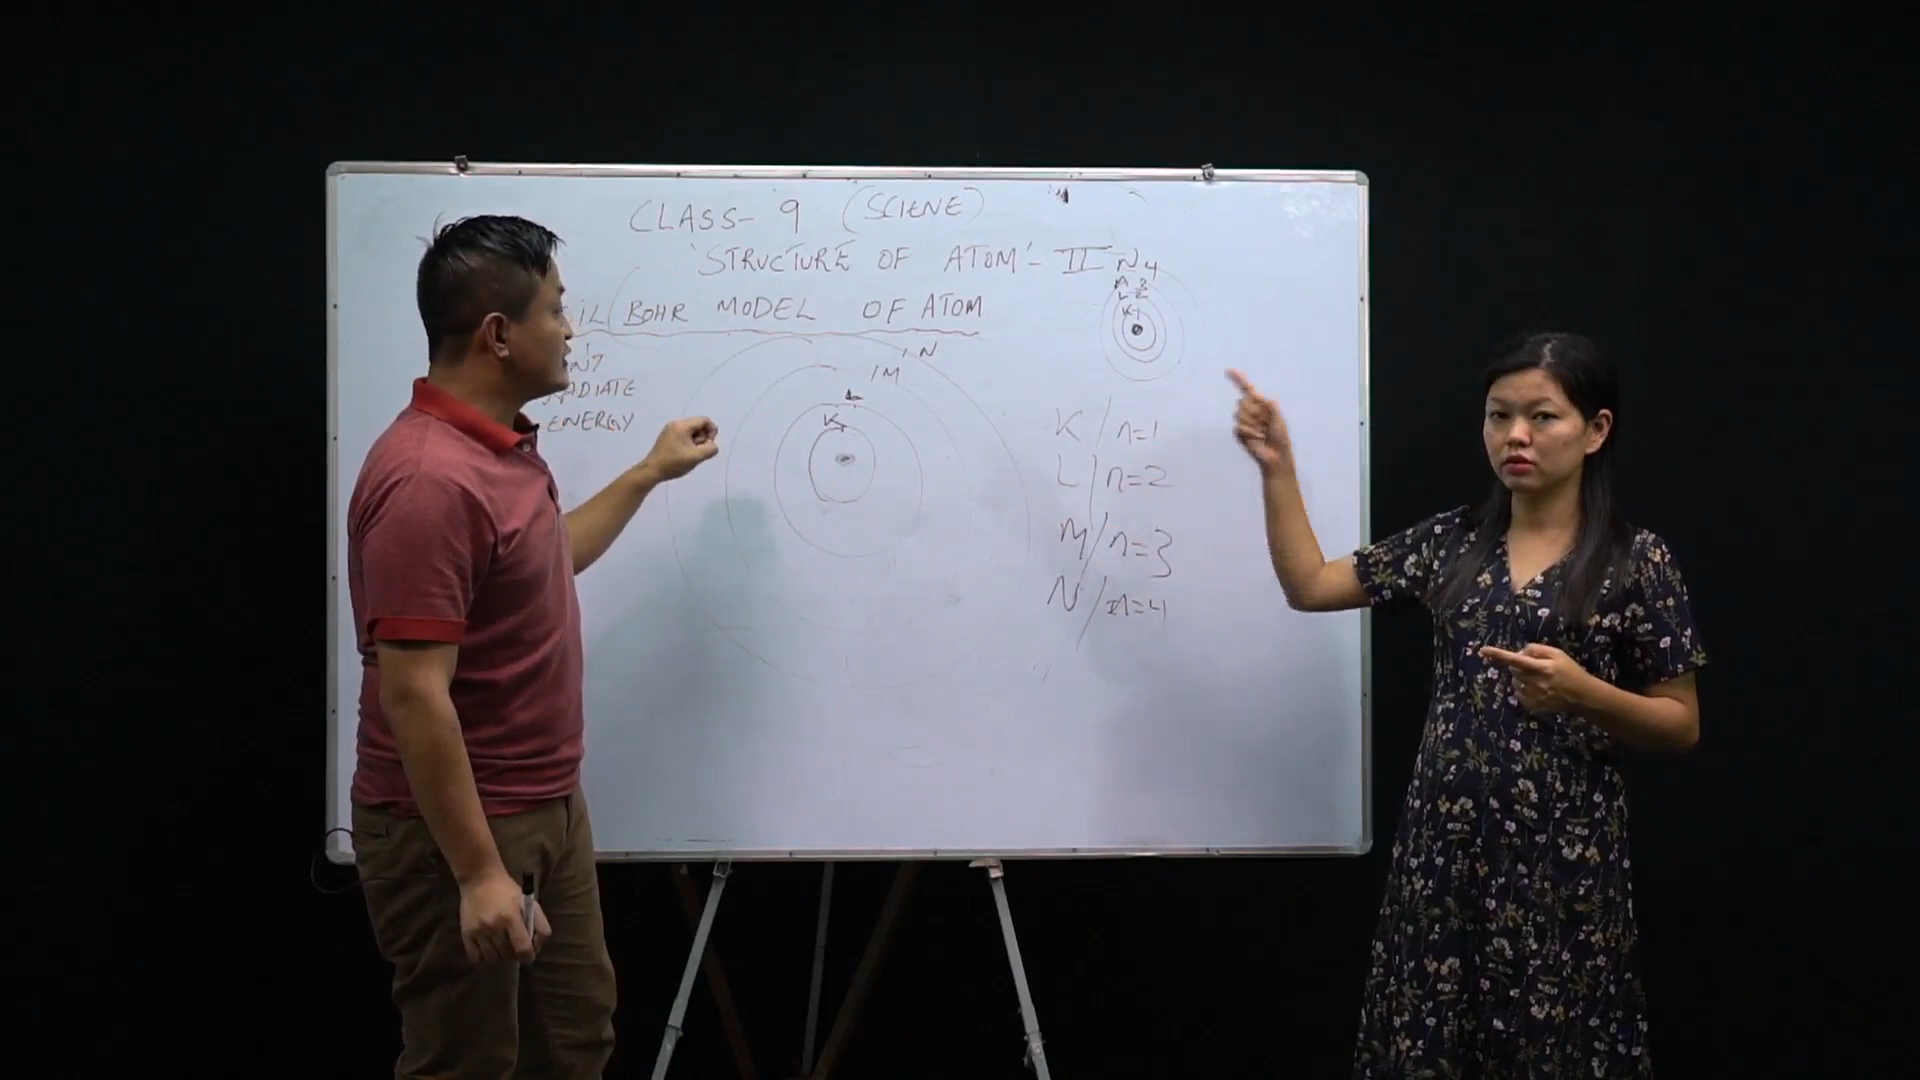 CLASS- 9 (SCIENE)
'STRUCTURE OF ATOM'- II
BOHR MODEL OF ATOM
ENERGY
N
M
L
K
N 4
M 3
L 2
K 1
K / n=1
L / n=2
M / n=3
N / n=4